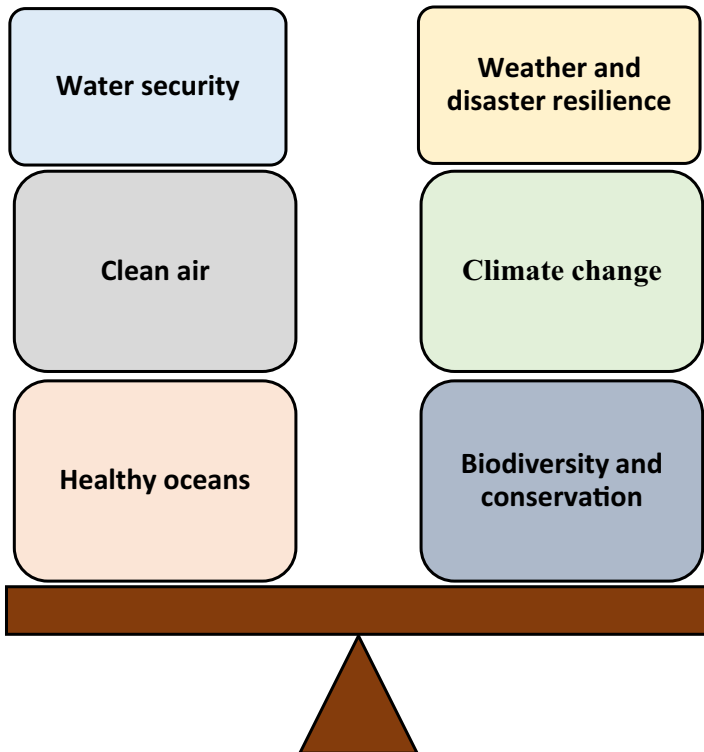 Water security
Weather and
disaster resilience
Clean air
Climate change
Healthy oceans
Biodiversity and
conservation